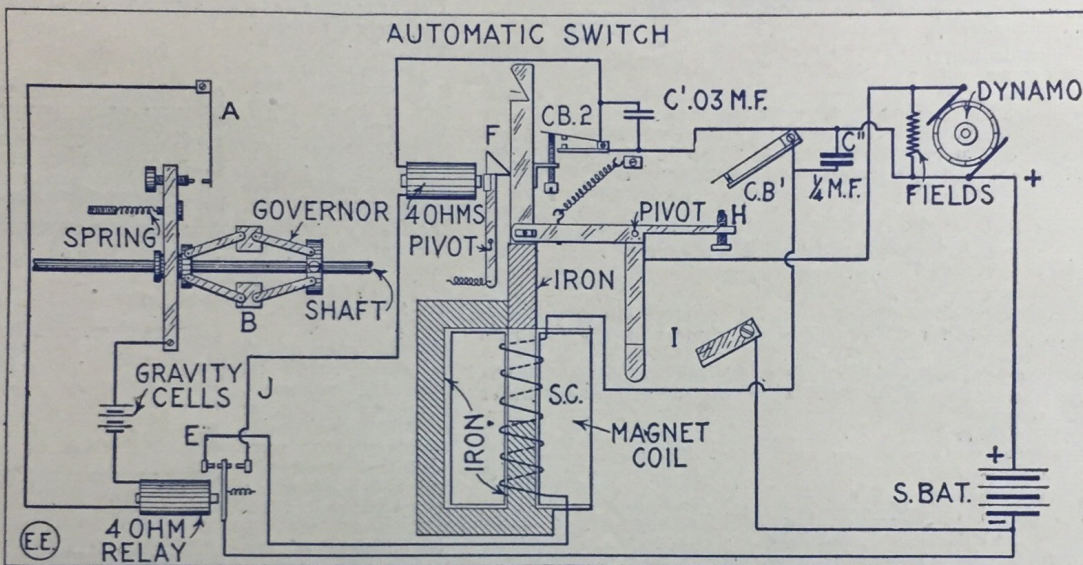 AUTOMATIC SWITCH
A
SPRING
GOVERNOR
SHAFT
B
GRAVITY
CELLS
J
E
4 OHM
RELAY
E.E.
F
4 OHMS
PIVOT
CB.2
C'.03 M.F.
PIVOT
H
IRON
I
S.C.
IRON
MAGNET
COIL
C.B'
C"
¼ M.F.
DYNAMO
FIELDS
+
+
S.BAT.
−